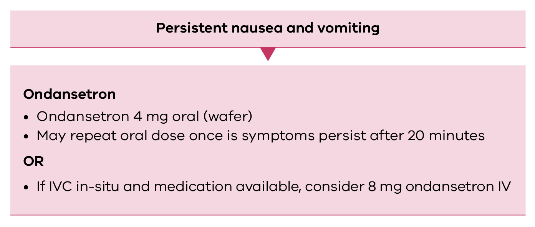 Persistent nausea and vomiting
Ondansetron
• Ondansetron 4 mg oral (wafer)
• May repeat oral dose once is symptoms persist after 20 minutes
OR
• If IVC in-situ and medication available, consider 8 mg ondansetron IV